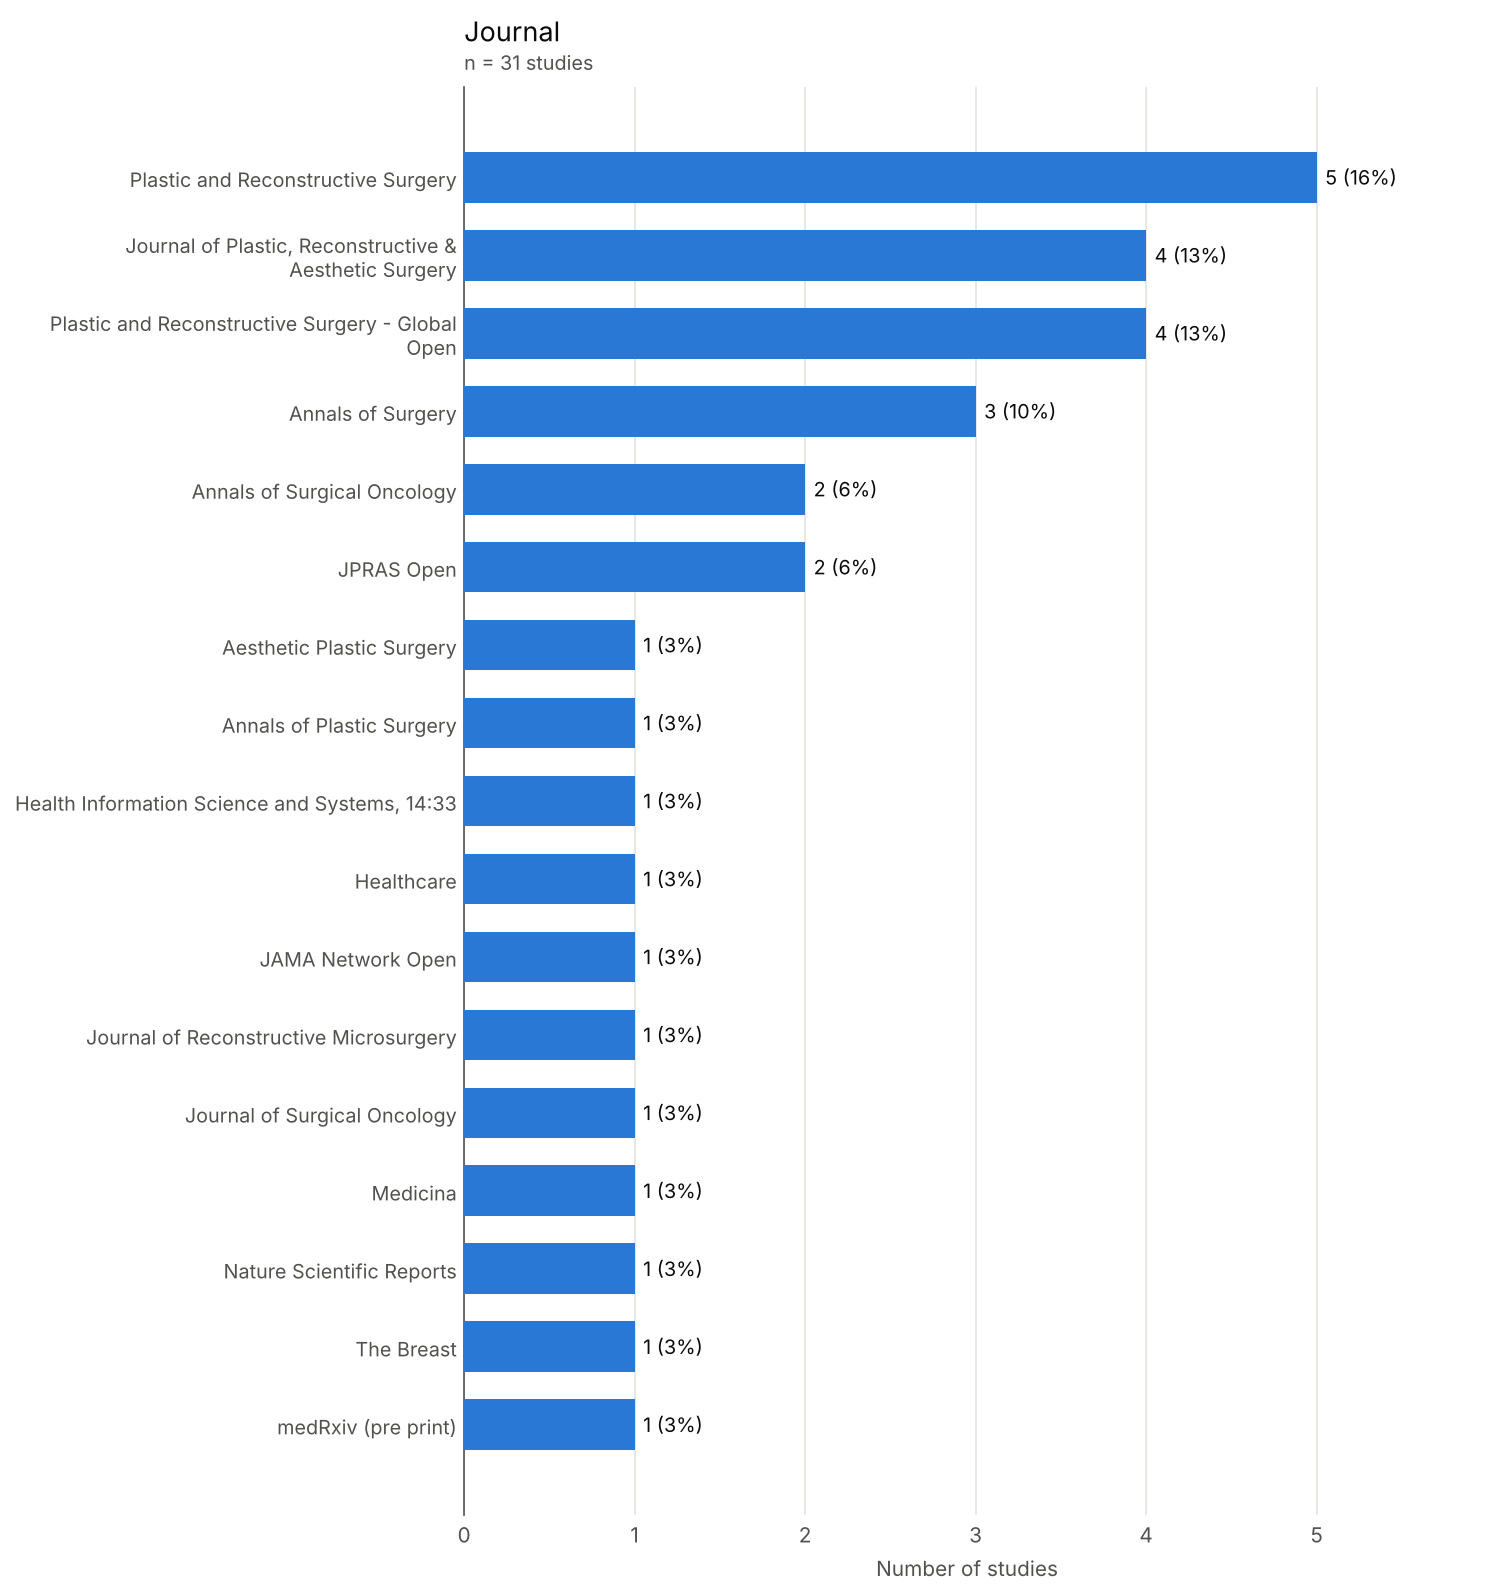 Journal
n = 31 studies
Plastic and Reconstructive Surgery
5 (16%)
Journal of Plastic, Reconstructive &
Aesthetic Surgery
4 (13%)
Plastic and Reconstructive Surgery - Global
Open
4 (13%)
Annals of Surgery
3 (10%)
Annals of Surgical Oncology
2 (6%)
JPRAS Open
2 (6%)
Aesthetic Plastic Surgery
1 (3%)
Annals of Plastic Surgery
1 (3%)
Health Information Science and Systems, 14:33
1 (3%)
Healthcare
1 (3%)
JAMA Network Open
1 (3%)
Journal of Reconstructive Microsurgery
1 (3%)
Journal of Surgical Oncology
1 (3%)
Medicina
1 (3%)
Nature Scientific Reports
1 (3%)
The Breast
1 (3%)
medRxiv (pre print)
1 (3%)
0 1 2 3 4 5
Number of studies